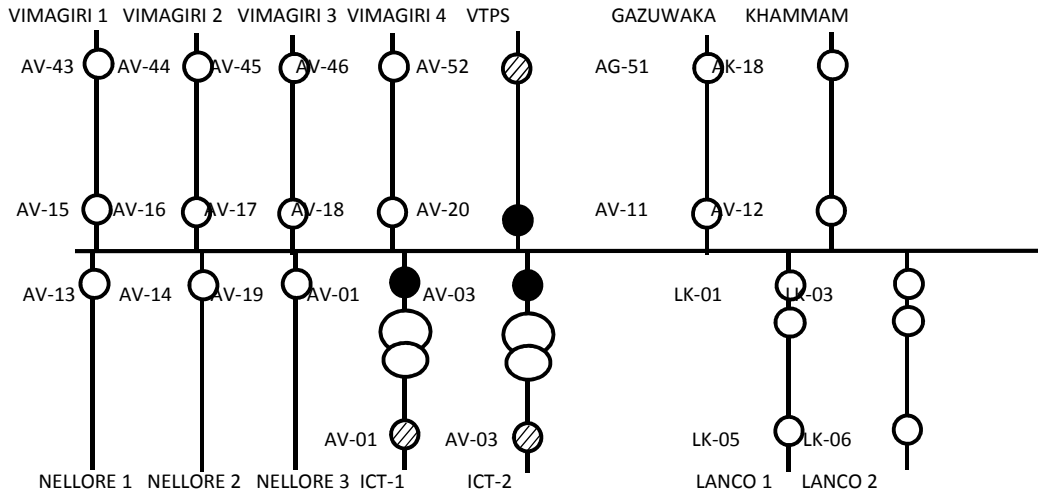 VIMAGIRI 1 VIMAGIRI 2 VIMAGIRI 3 VIMAGIRI 4 VTPS GAZUWAKA KHAMMAM
AV-43 AV-44 AV-45 AV-46 AV-52 AG-51 AK-18
AV-15 AV-16 AV-17 AV-18 AV-20 AV-11 AV-12
AV-13 AV-14 AV-19 AV-01 AV-03 LK-01 LK-03
AV-01 AV-03 LK-05 LK-06
NELLORE 1 NELLORE 2 NELLORE 3 ICT-1 ICT-2 LANCO 1 LANCO 2